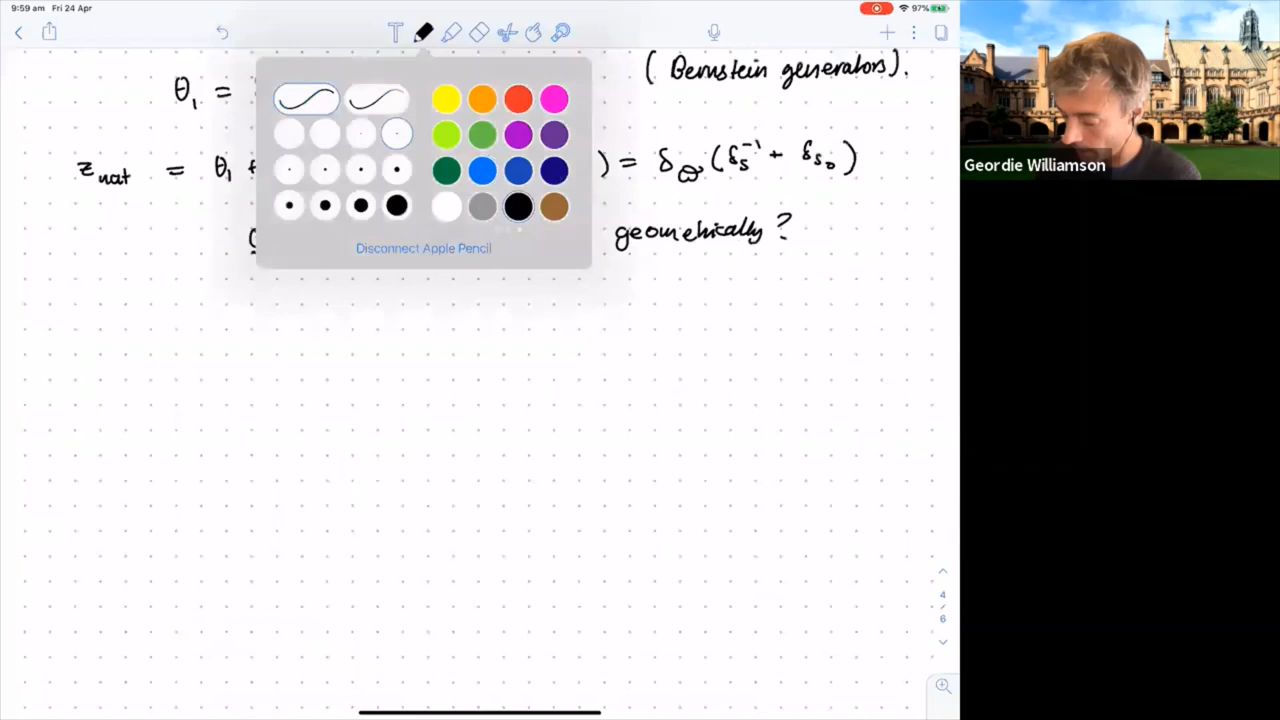 9:59 am Fri 24 Apr
97%
(Bernstein generators).
θ₁ =
z_nat = θ₁ + ) = δ_ϖ (δ_s⁻¹ + δ_{s₀})
geometrically?
Disconnect Apple Pencil
4
/
6
Geordie Williamson